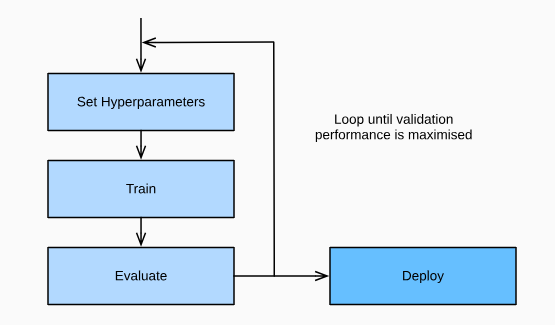 Set Hyperparameters
Loop until validation
performance is maximised
Train
Evaluate
Deploy